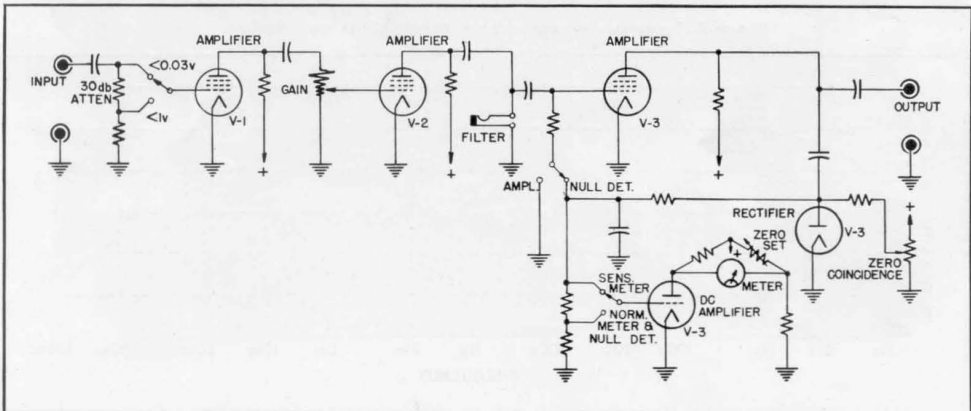 AMPLIFIER
AMPLIFIER
AMPLIFIER
INPUT
<0.03v
30db
ATTEN
<1v
V-1
GAIN
V-2
FILTER
V-3
OUTPUT
AMPL.
NULL DET.
RECTIFIER
V-3
ZERO
SET
ZERO
COINCIDENCE
SENS.
METER
METER
DC
AMPLIFIER
NORM.
METER &
NULL DET.
V-3
+
+
+
+
+